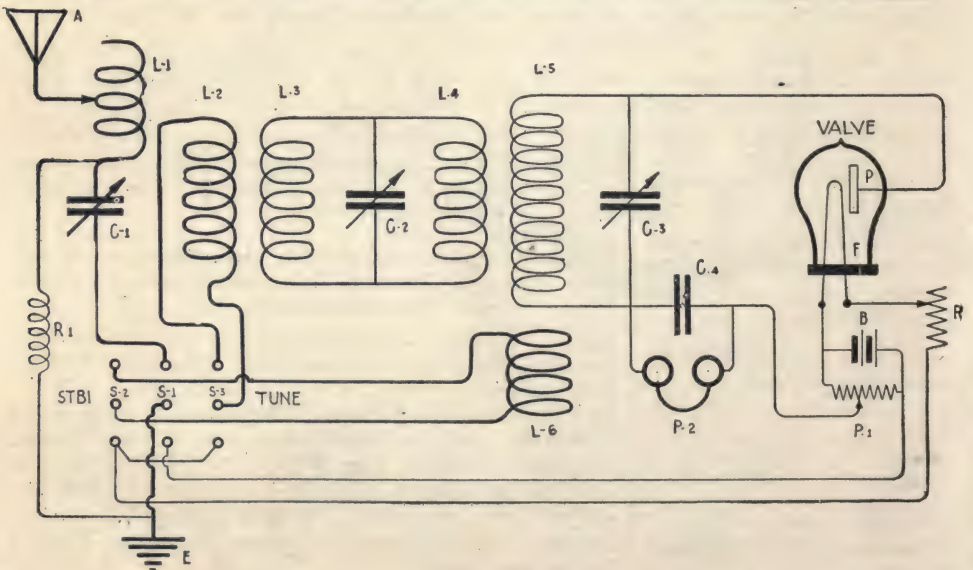 A
L-1
L-2
L-3
L-4
L-5
VALVE
P
C-1
C-2
C-3
F
C.4
R1
B
R
STBI
S-2
S-1
S-3
TUNE
L-6
P.2
P.1
E